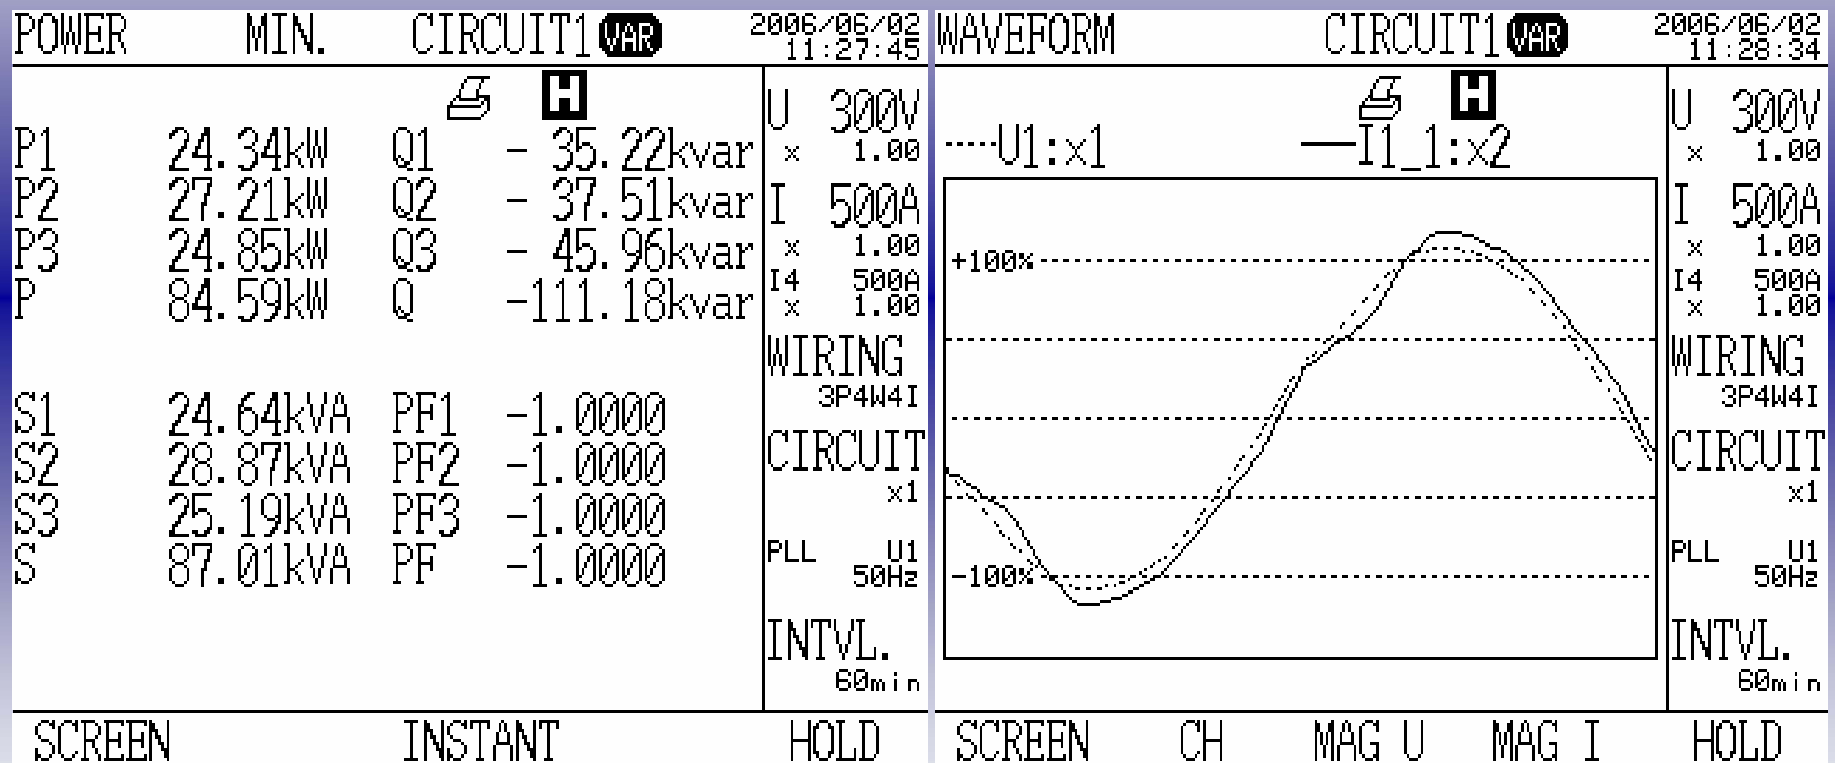 POWER MIN. CIRCUIT1 VAR 2006/06/02
11:27:45
H
P1 24.34kW Q1 - 35.22kvar
P2 27.21kW Q2 - 37.51kvar
P3 24.85kW Q3 - 45.96kvar
P 84.59kW Q -111.18kvar
S1 24.64kVA PF1 -1.0000
S2 28.87kVA PF2 -1.0000
S3 25.19kVA PF3 -1.0000
S 87.01kVA PF -1.0000
U 300V
x 1.00
I 500A
x 1.00
I4 500A
x 1.00
WIRING
3P4W4I
CIRCUIT
x1
PLL U1
50Hz
INTVL.
60min
SCREEN INSTANT HOLD
WAVEFORM CIRCUIT1 VAR 2006/06/02
11:28:34
H
U1:x1 I1_1:x2
+100%
-100%
U 300V
x 1.00
I 500A
x 1.00
I4 500A
x 1.00
WIRING
3P4W4I
CIRCUIT
x1
PLL U1
50Hz
INTVL.
60min
SCREEN CH MAG U MAG I HOLD